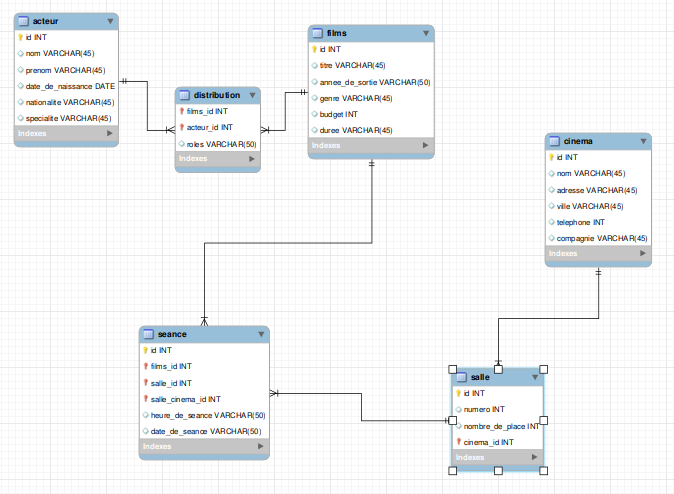 acteur
id INT
nom VARCHAR(45)
prenom VARCHAR(45)
date_de_naissance DATE
nationalite VARCHAR(45)
specialite VARCHAR(45)
Indexes
distribution
films_id INT
acteur_id INT
roles VARCHAR(50)
Indexes
films
id INT
titre VARCHAR(45)
annee_de_sortie VARCHAR(50)
genre VARCHAR(45)
budget INT
duree VARCHAR(45)
Indexes
cinema
id INT
nom VARCHAR(45)
adresse VARCHAR(45)
ville VARCHAR(45)
telephone INT
compagnie VARCHAR(45)
Indexes
seance
id INT
films_id INT
salle_id INT
salle_cinema_id INT
heure_de_seance VARCHAR(50)
date_de_seance VARCHAR(50)
Indexes
salle
id INT
numero INT
nombre_de_place INT
cinema_id INT
Indexes